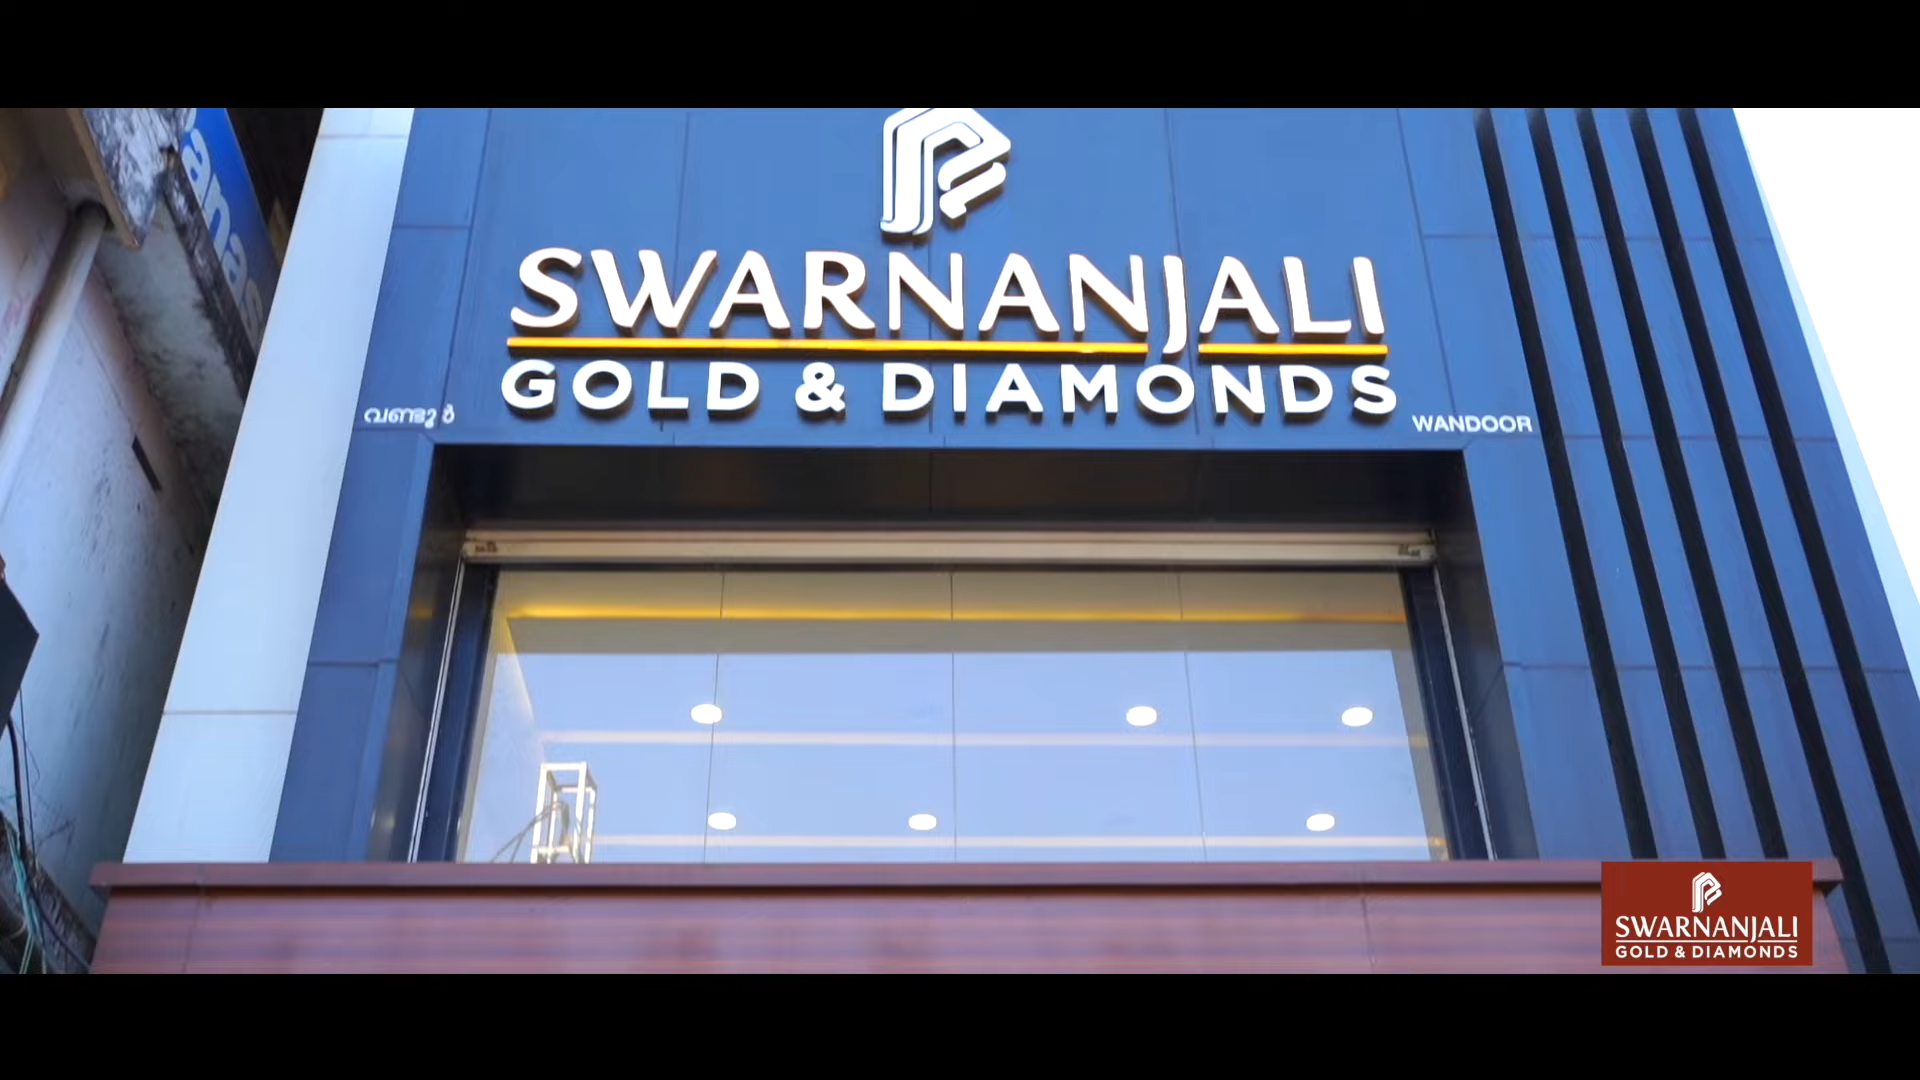 SWARNANJALI
GOLD & DIAMONDS
വണ്ടൂർ
WANDOOR
SWARNANJALI
GOLD & DIAMONDS